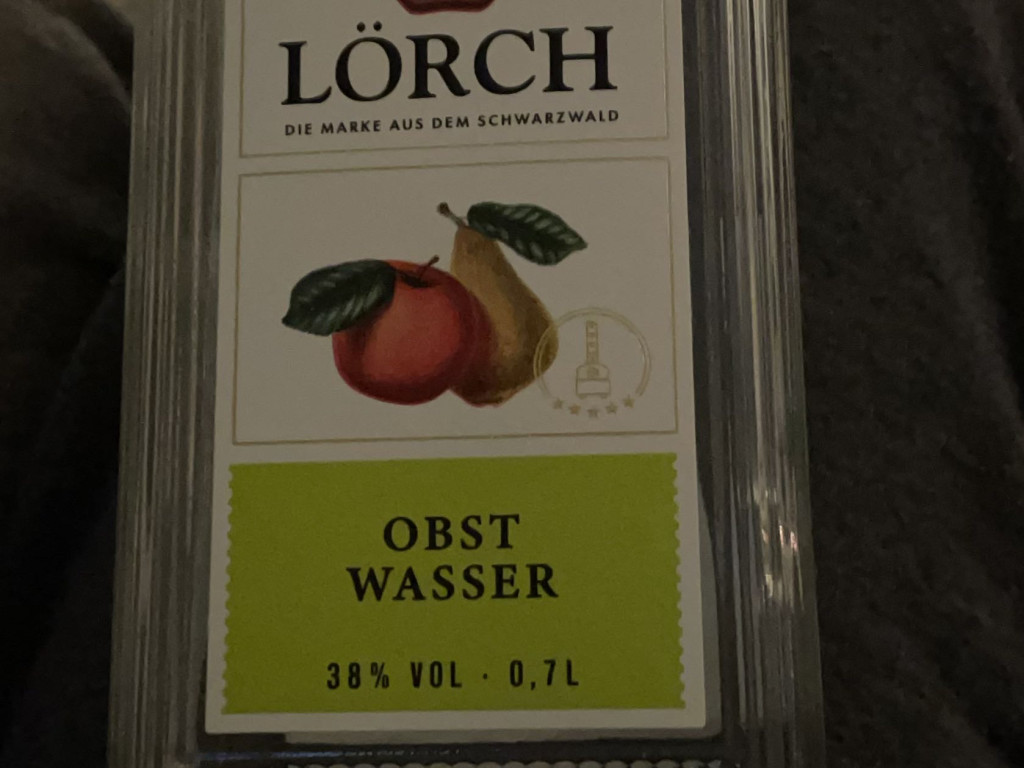 LÖRCH
DIE MARKE AUS DEM SCHWARZWALD
OBST
WASSER
38% VOL · 0,7L